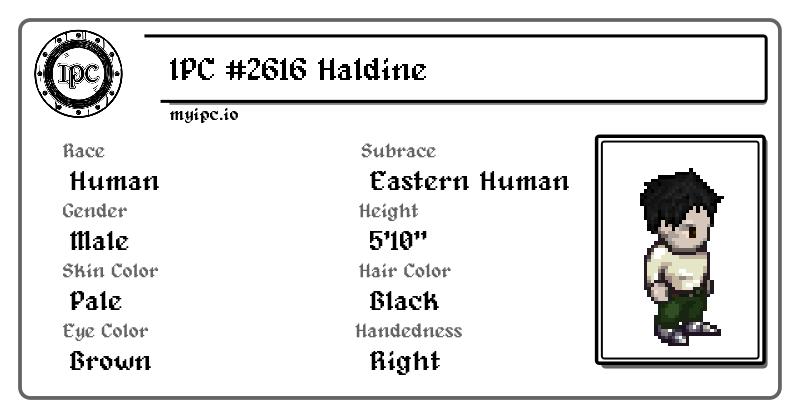 IPC
IPC #2616 Haldine
myipc.io
Race
Human
Subrace
Eastern Human
Gender
Male
Height
5'10"
Skin Color
Pale
Hair Color
Black
Eye Color
Brown
Handedness
Right